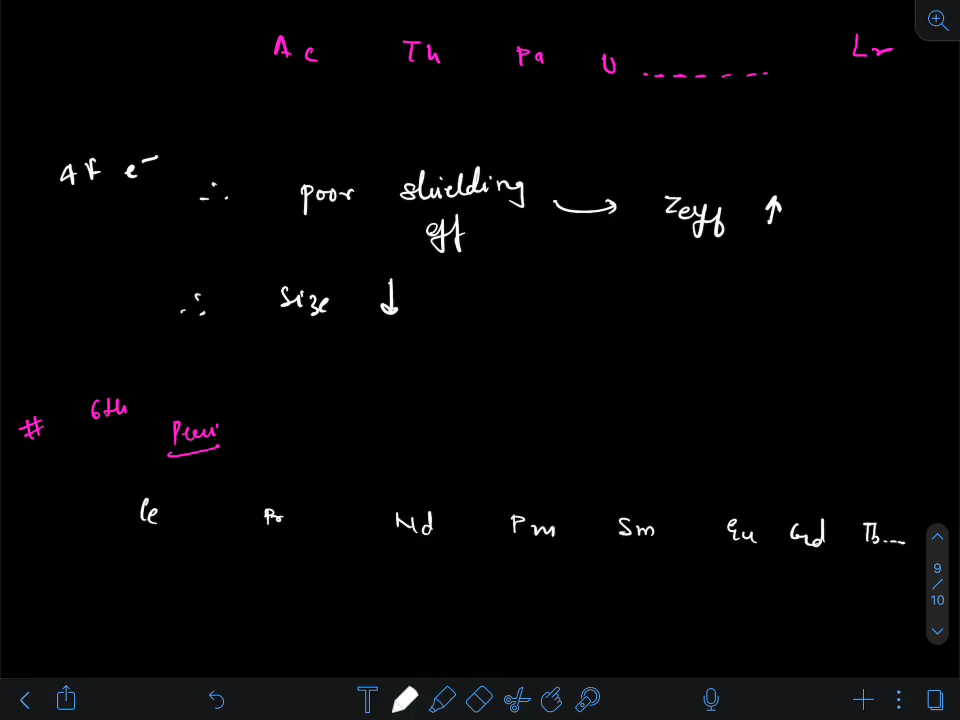 Ac Th Pa U ------- Lr
4f e⁻ ∴ poor shielding → Zeff ↑
eff
∴ Size ↓
# 6th
Peri
Ce Pr Nd Pm Sm Eu Gd Tb...
9
/
10
T